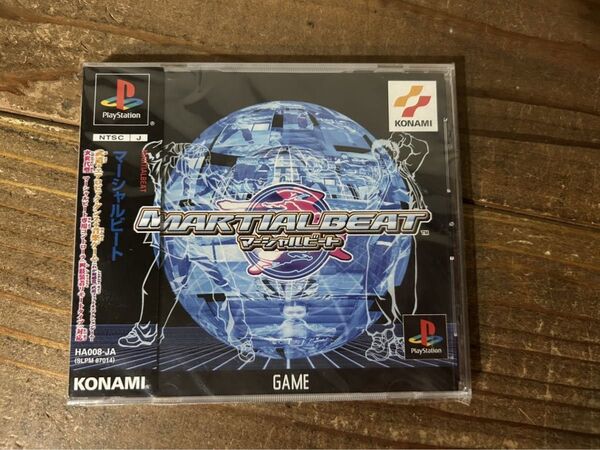 PlayStation
NTSC J
マーシャルビート
MARTIALBEAT
HA008-JA
(SLPM 87014)
KONAMI
KONAMI
MARTIALBEAT™
マーシャルビート
PlayStation
GAME